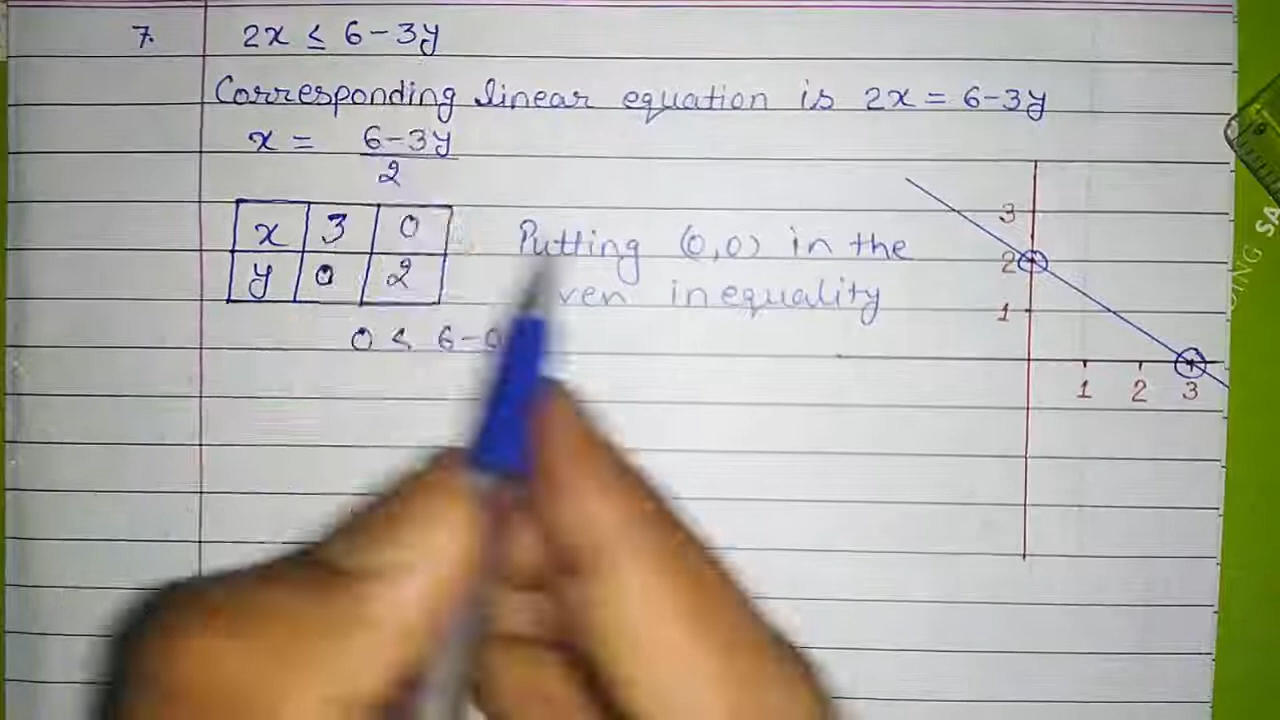 7. 2x ≤ 6-3y
Corresponding linear equation is 2x = 6-3y
x = 6-3y
2
x 3 0
y 0 2
Putting (0,0) in the
inequality
0 ≤ 6-0
3
2
1
1 2 3
SA